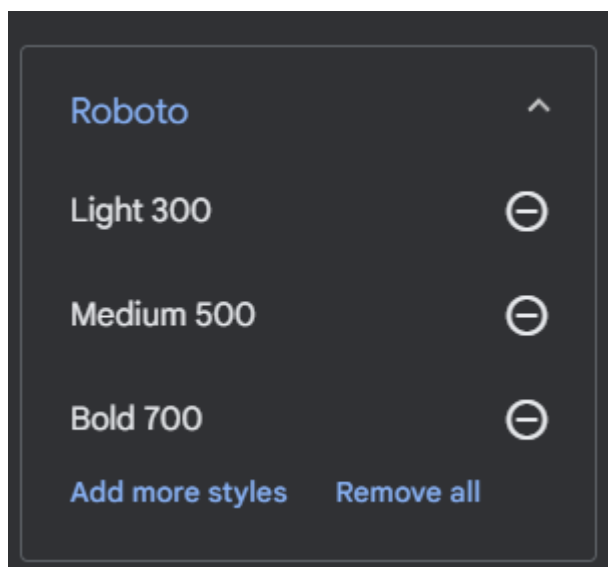 Roboto
Light 300
Medium 500
Bold 700
Add more styles Remove all